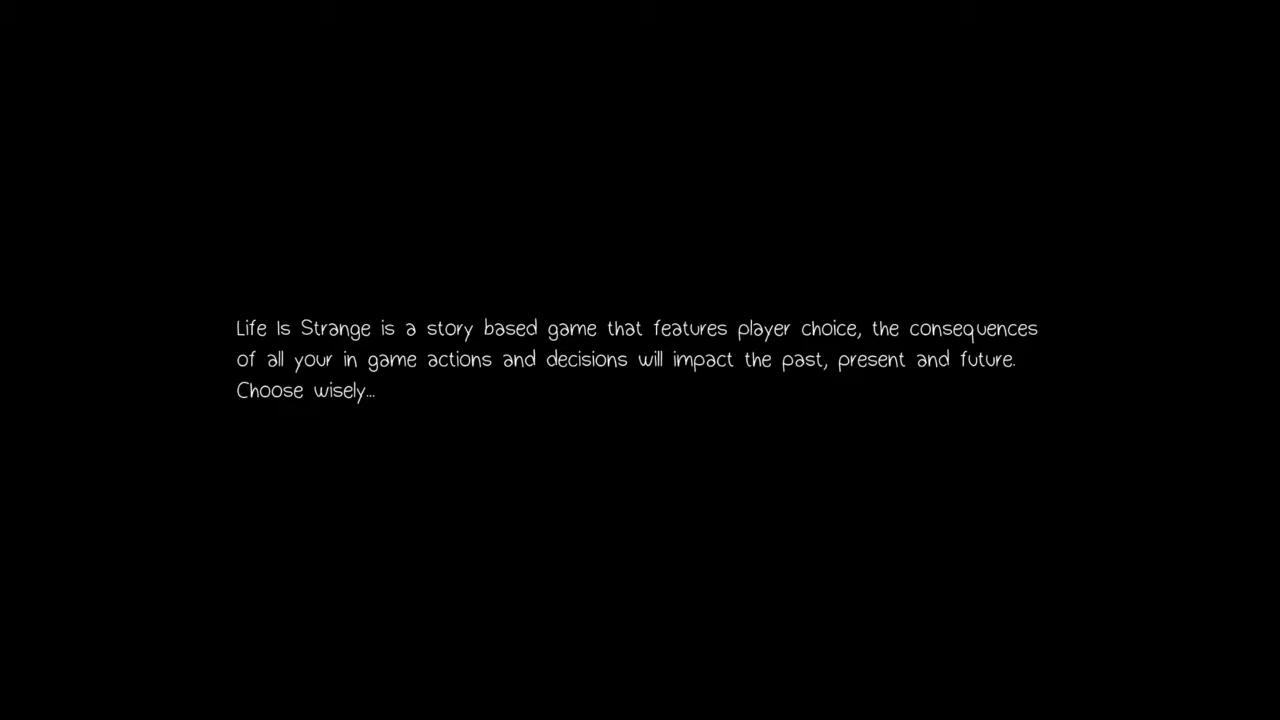 Life Is Strange is a story based game that features player choice, the consequences
of all your in game actions and decisions will impact the past, present and future.
Choose wisely...